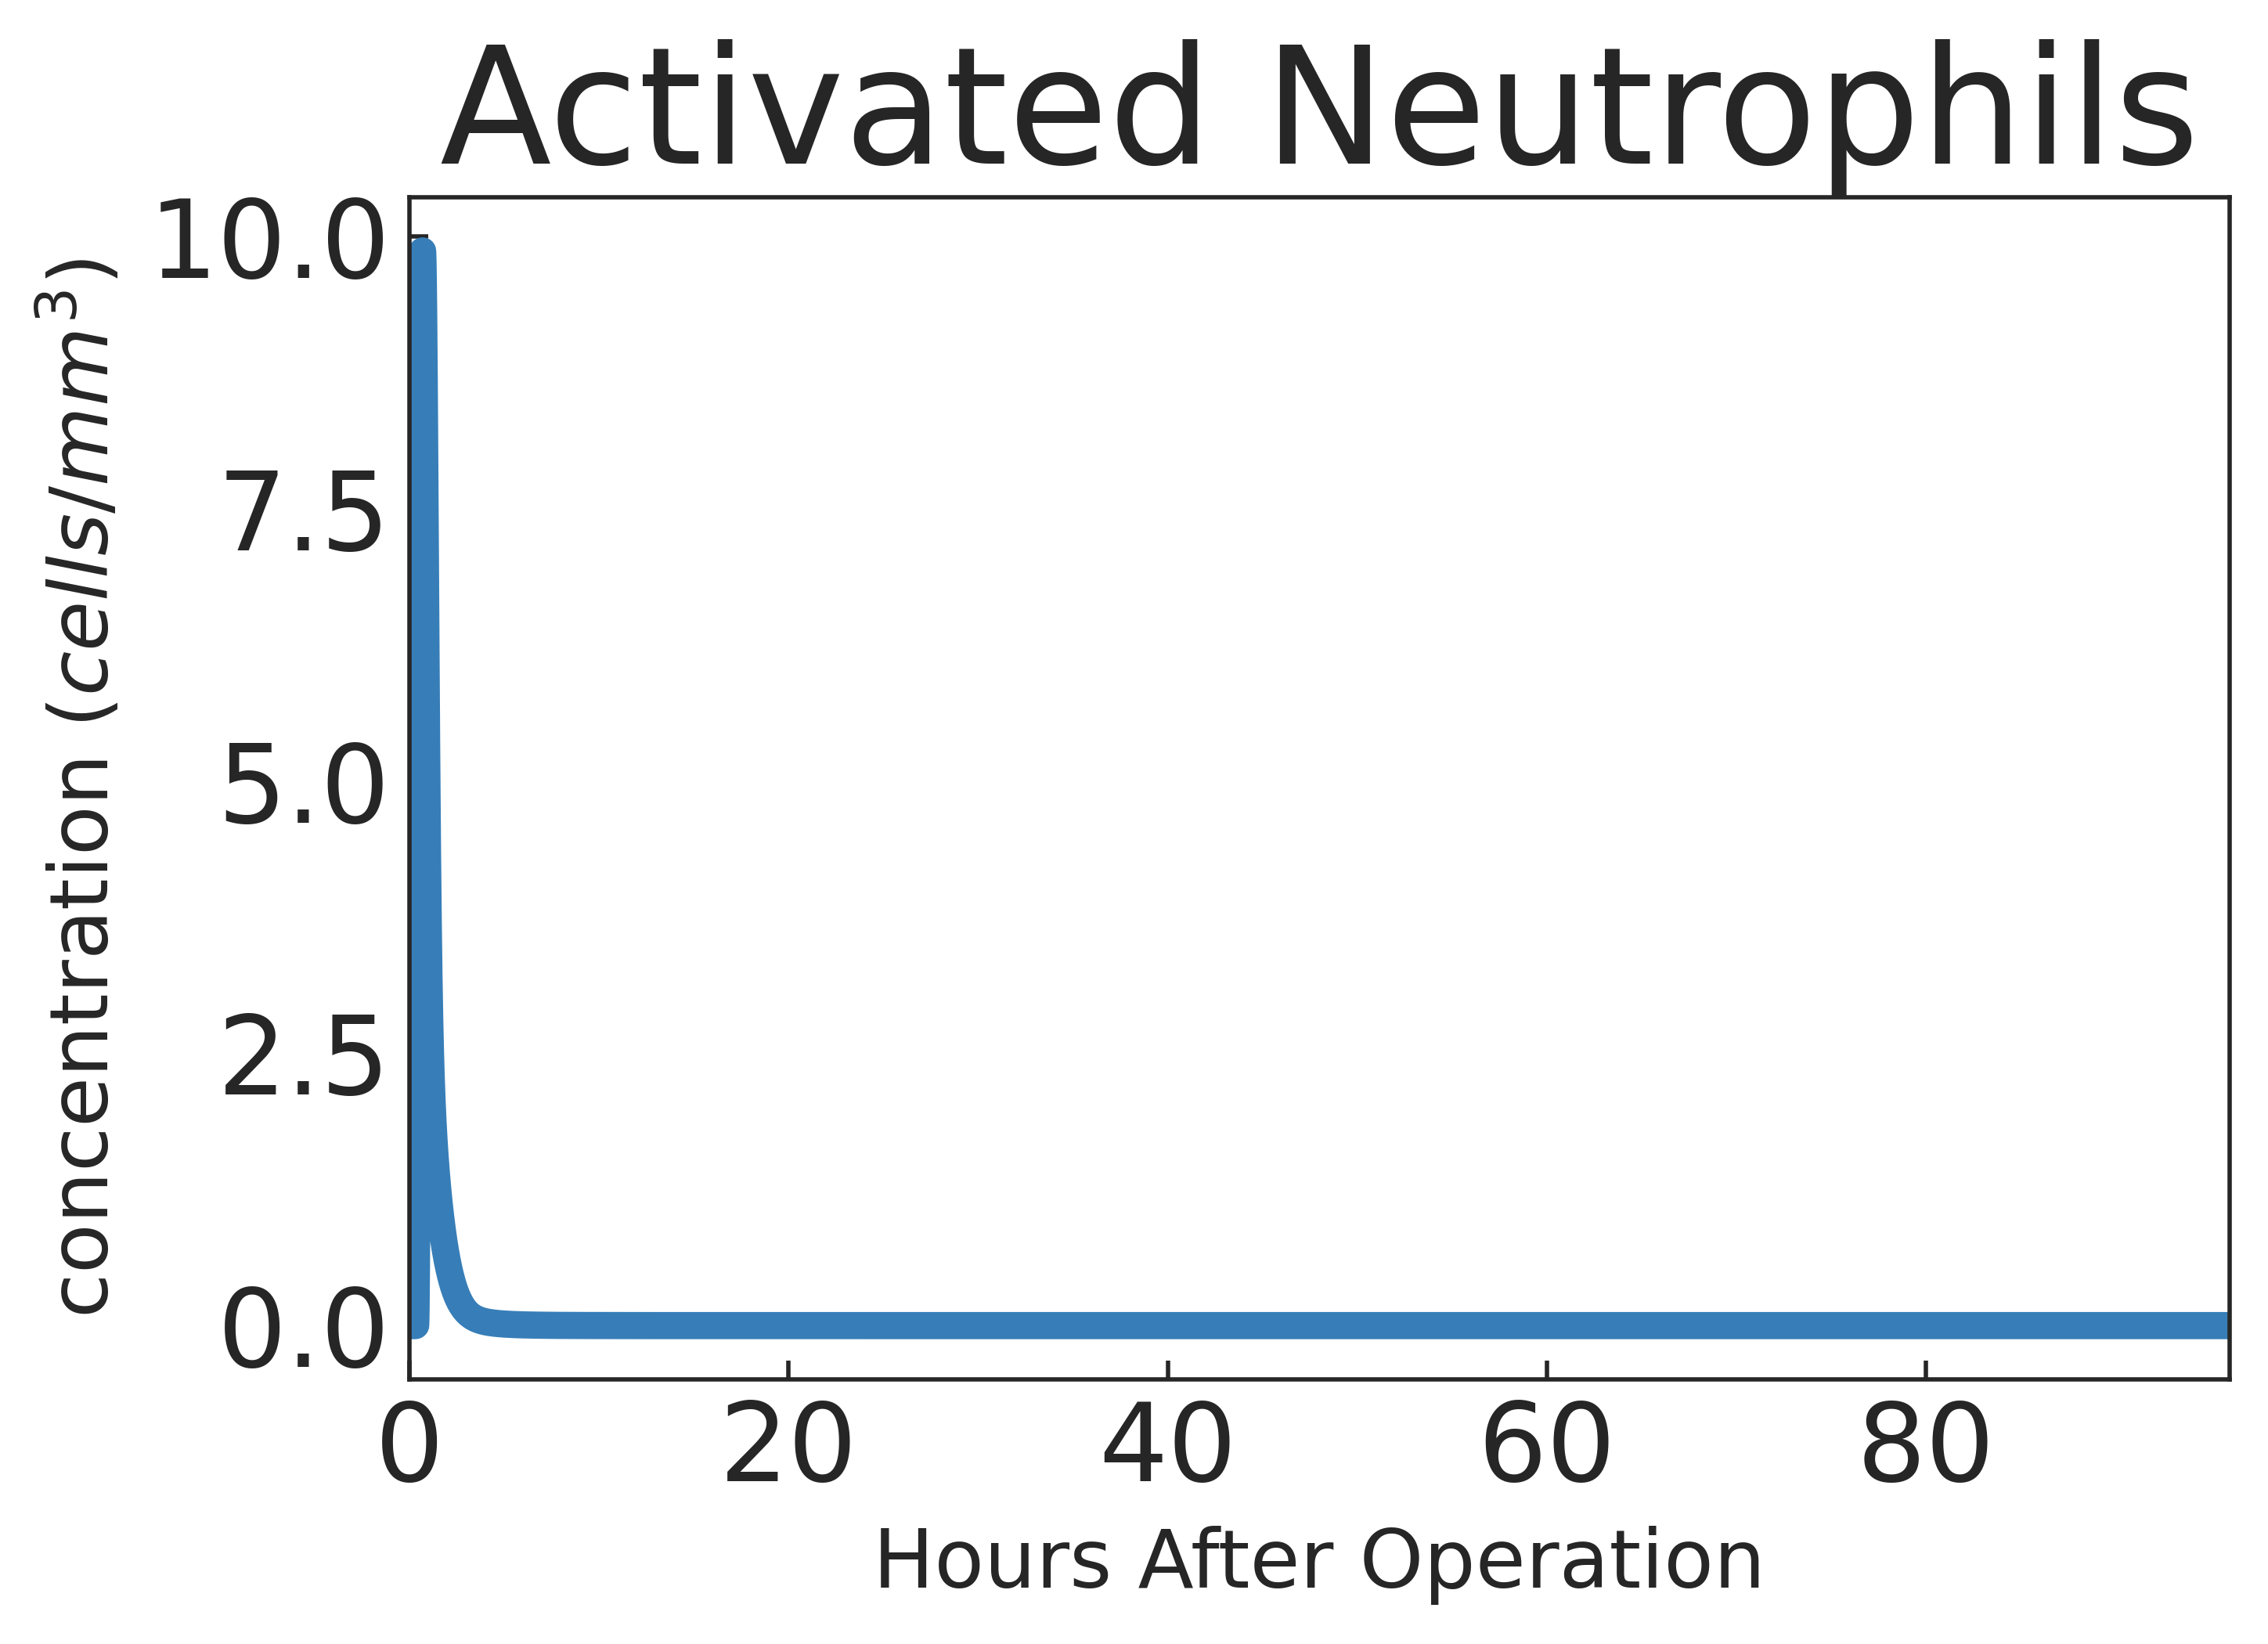 Activated Neutrophils
concentration (cells/mm³)
10.0
7.5
5.0
2.5
0.0
0 20 40 60 80
Hours After Operation